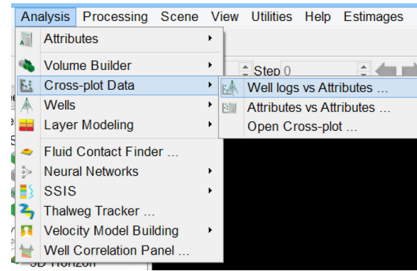 Analysis Processing Scene View Utilities Help Estimages
Attributes
Step 0
Volume Builder
Cross-plot Data
Well logs vs Attributes ...
Wells
Attributes vs Attributes ...
Layer Modeling
Open Cross-plot ...
Fluid Contact Finder ...
Neural Networks
SSIS
Thalweg Tracker ...
Velocity Model Building
Well Correlation Panel ...
3D Horizon